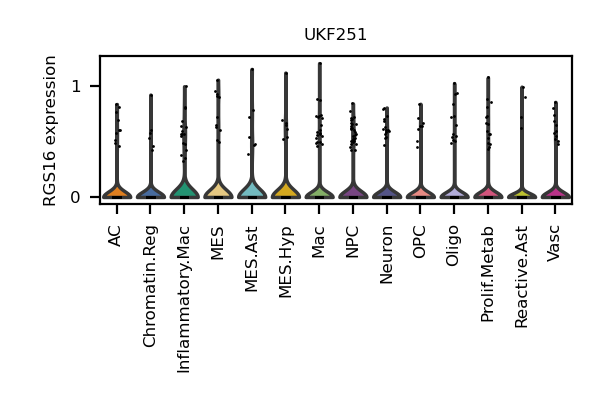 UKF251
RGS16 expression
1
0
AC
Chromatin.Reg
Inflammatory.Mac
MES
MES.Ast
MES.Hyp
Mac
NPC
Neuron
OPC
Oligo
Prolif.Metab
Reactive.Ast
Vasc